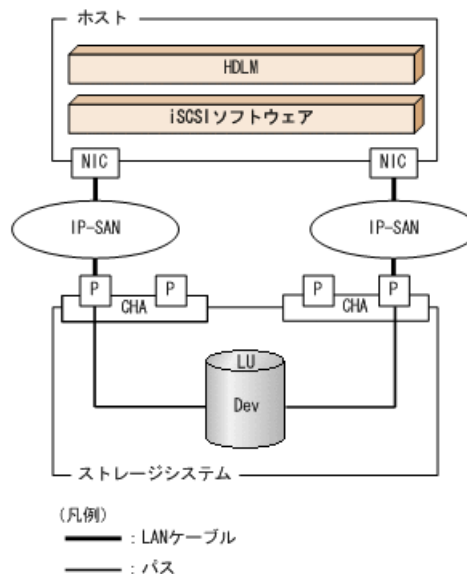 ホスト
HDLM
iSCSIソフトウェア
NIC
NIC
IP-SAN
IP-SAN
P
P
P
P
CHA
CHA
LU
Dev
ストレージシステム
(凡例)
: LANケーブル
: パス